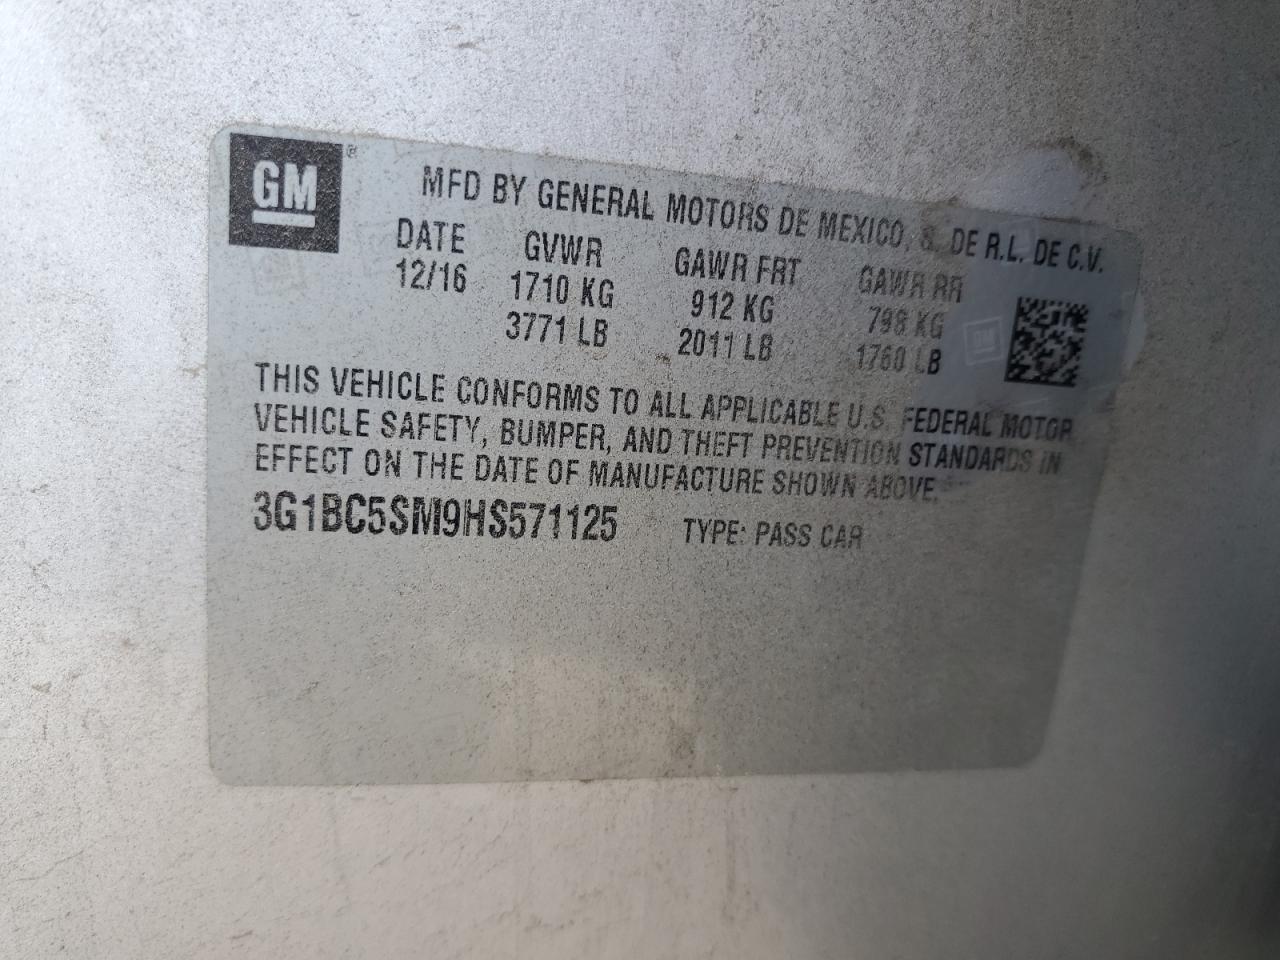 GM ®
MFD BY GENERAL MOTORS DE MEXICO, S. DE R.L. DE C.V.
DATE GVWR GAWR FRT GAWR RR
12/16 1710 KG 912 KG 798 KG
3771 LB 2011 LB 1760 LB
GM
THIS VEHICLE CONFORMS TO ALL APPLICABLE U.S. FEDERAL MOTOR
VEHICLE SAFETY, BUMPER, AND THEFT PREVENTION STANDARDS IN
EFFECT ON THE DATE OF MANUFACTURE SHOWN ABOVE.
3G1BC5SM9HS571125 TYPE: PASS CAR